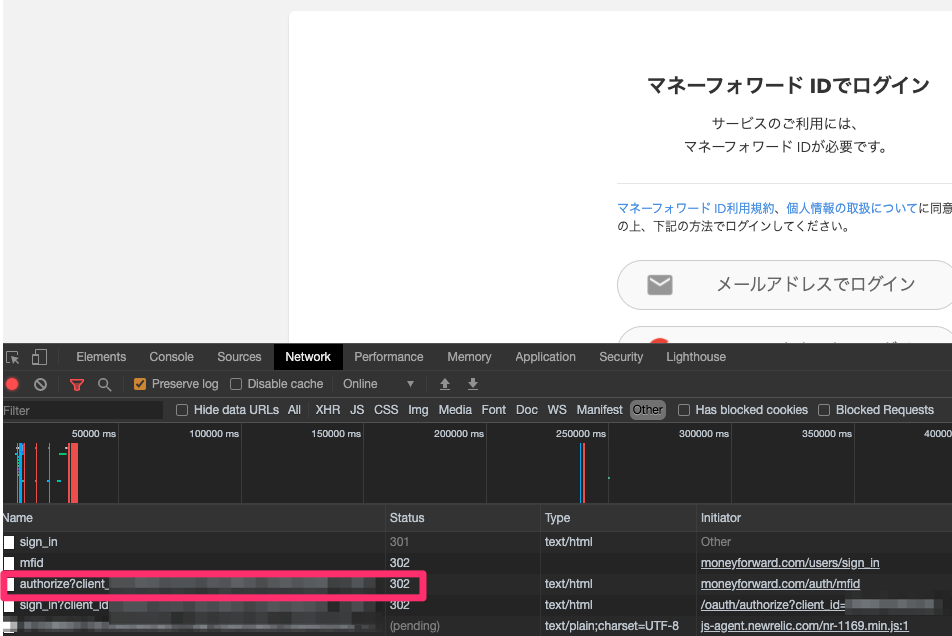 マネーフォワード IDでログイン
サービスのご利用には、
マネーフォワード IDが必要です。
マネーフォワード ID利用規約、個人情報の取扱についてに同意
の上、下記の方法でログインしてください。
メールアドレスでログイン
Elements Console Sources Network Performance Memory Application Security Lighthouse
Preserve log Disable cache Online
Filter Hide data URLs All XHR JS CSS Img Media Font Doc WS Manifest Other Has blocked cookies Blocked Requests
50000 ms 100000 ms 150000 ms 200000 ms 250000 ms 300000 ms 350000 ms 40000
Name Status Type Initiator
sign_in 301 text/html Other
mfid 302 moneyforward.com/users/sign_in
authorize?client_ 302 text/html moneyforward.com/auth/mfid
sign_in?client_id 302 text/html /oauth/authorize?client_id=
(pending) text/plain;charset=UTF-8 js-agent.newrelic.com/nr-1169.min.js:1